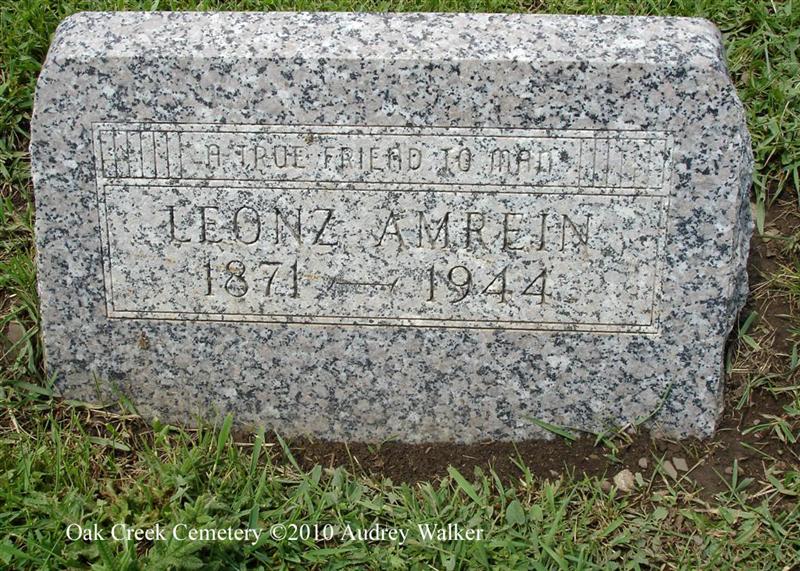 A TRUE FRIEND TO MAN
LEONZ AMREIN
1871 — 1944
Oak Creek Cemetery ©2010 Audrey Walker